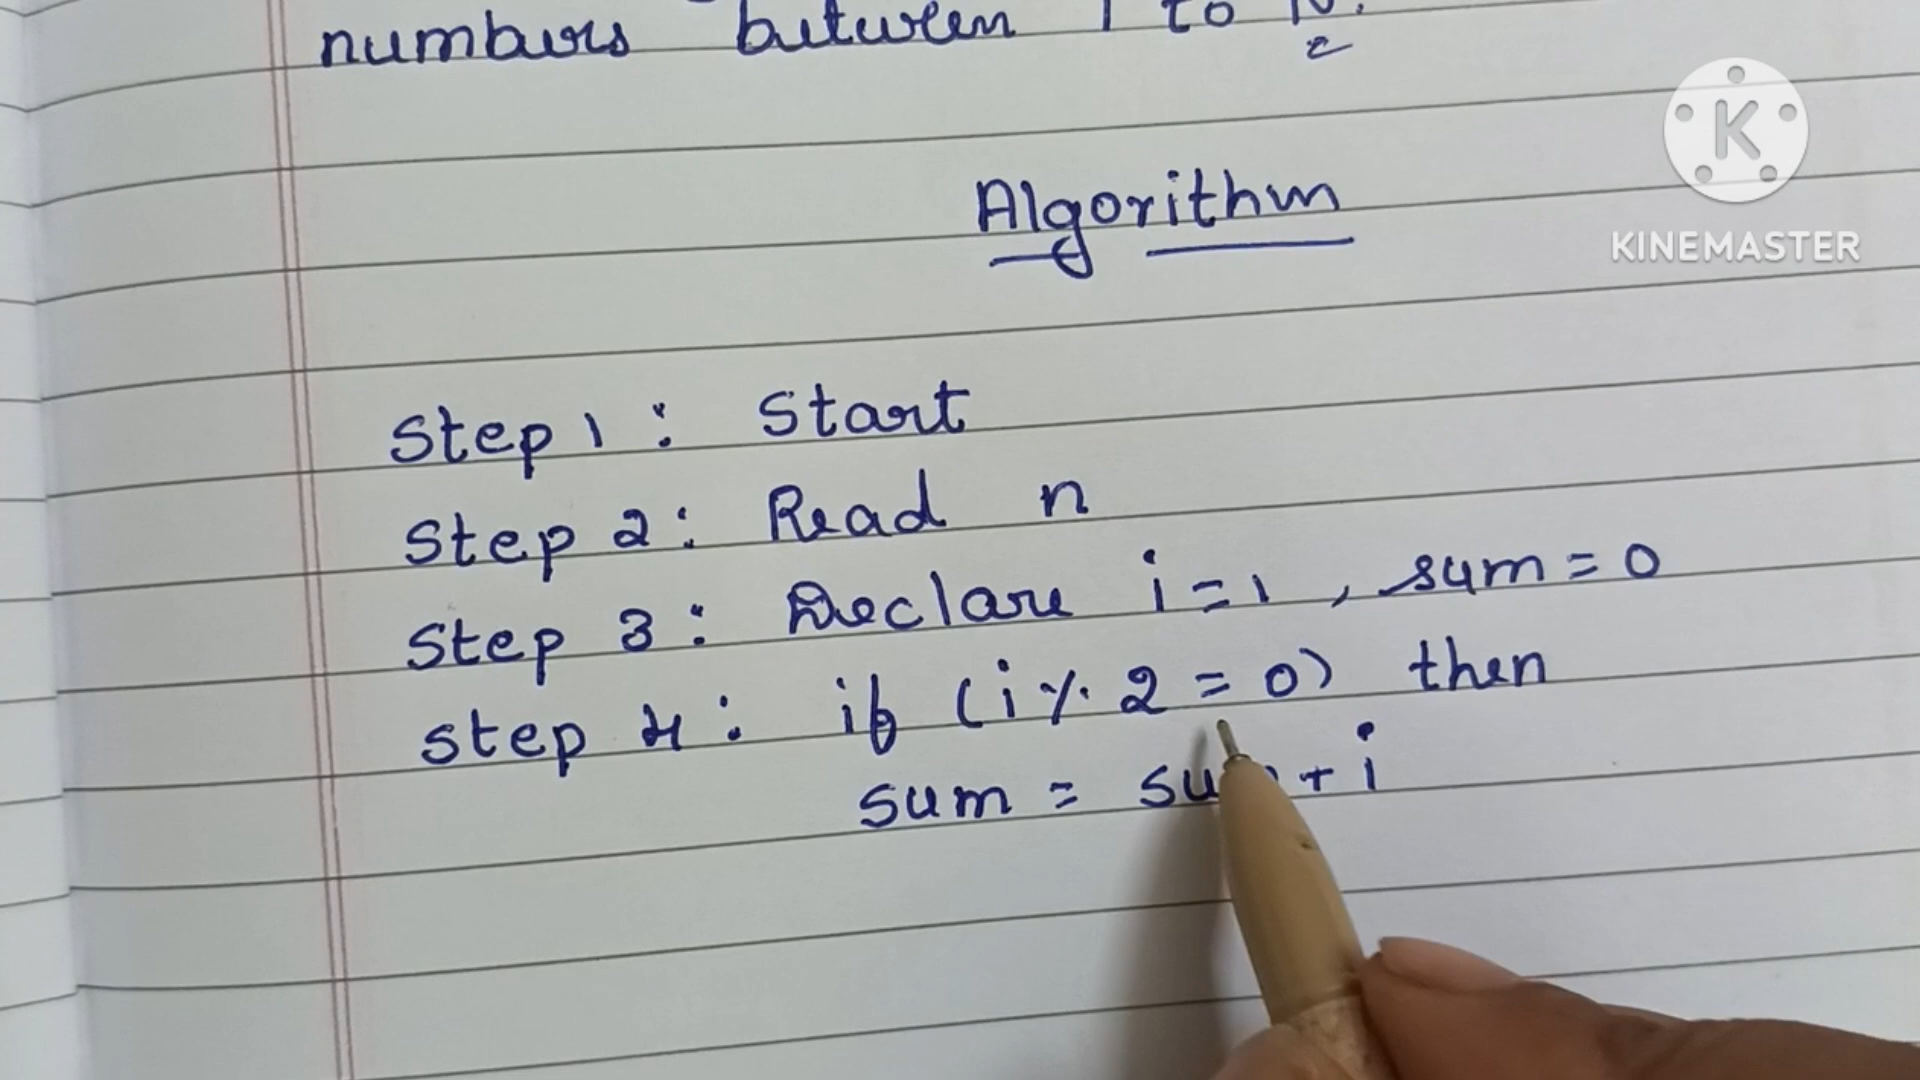 numbers between 1 to N.
K
KINEMASTER
Algorithm
Step 1: Start
Step 2: Read n
Step 3: Declare i=1, sum=0
Step 4: if (i % 2 = 0) then
sum = sum + i